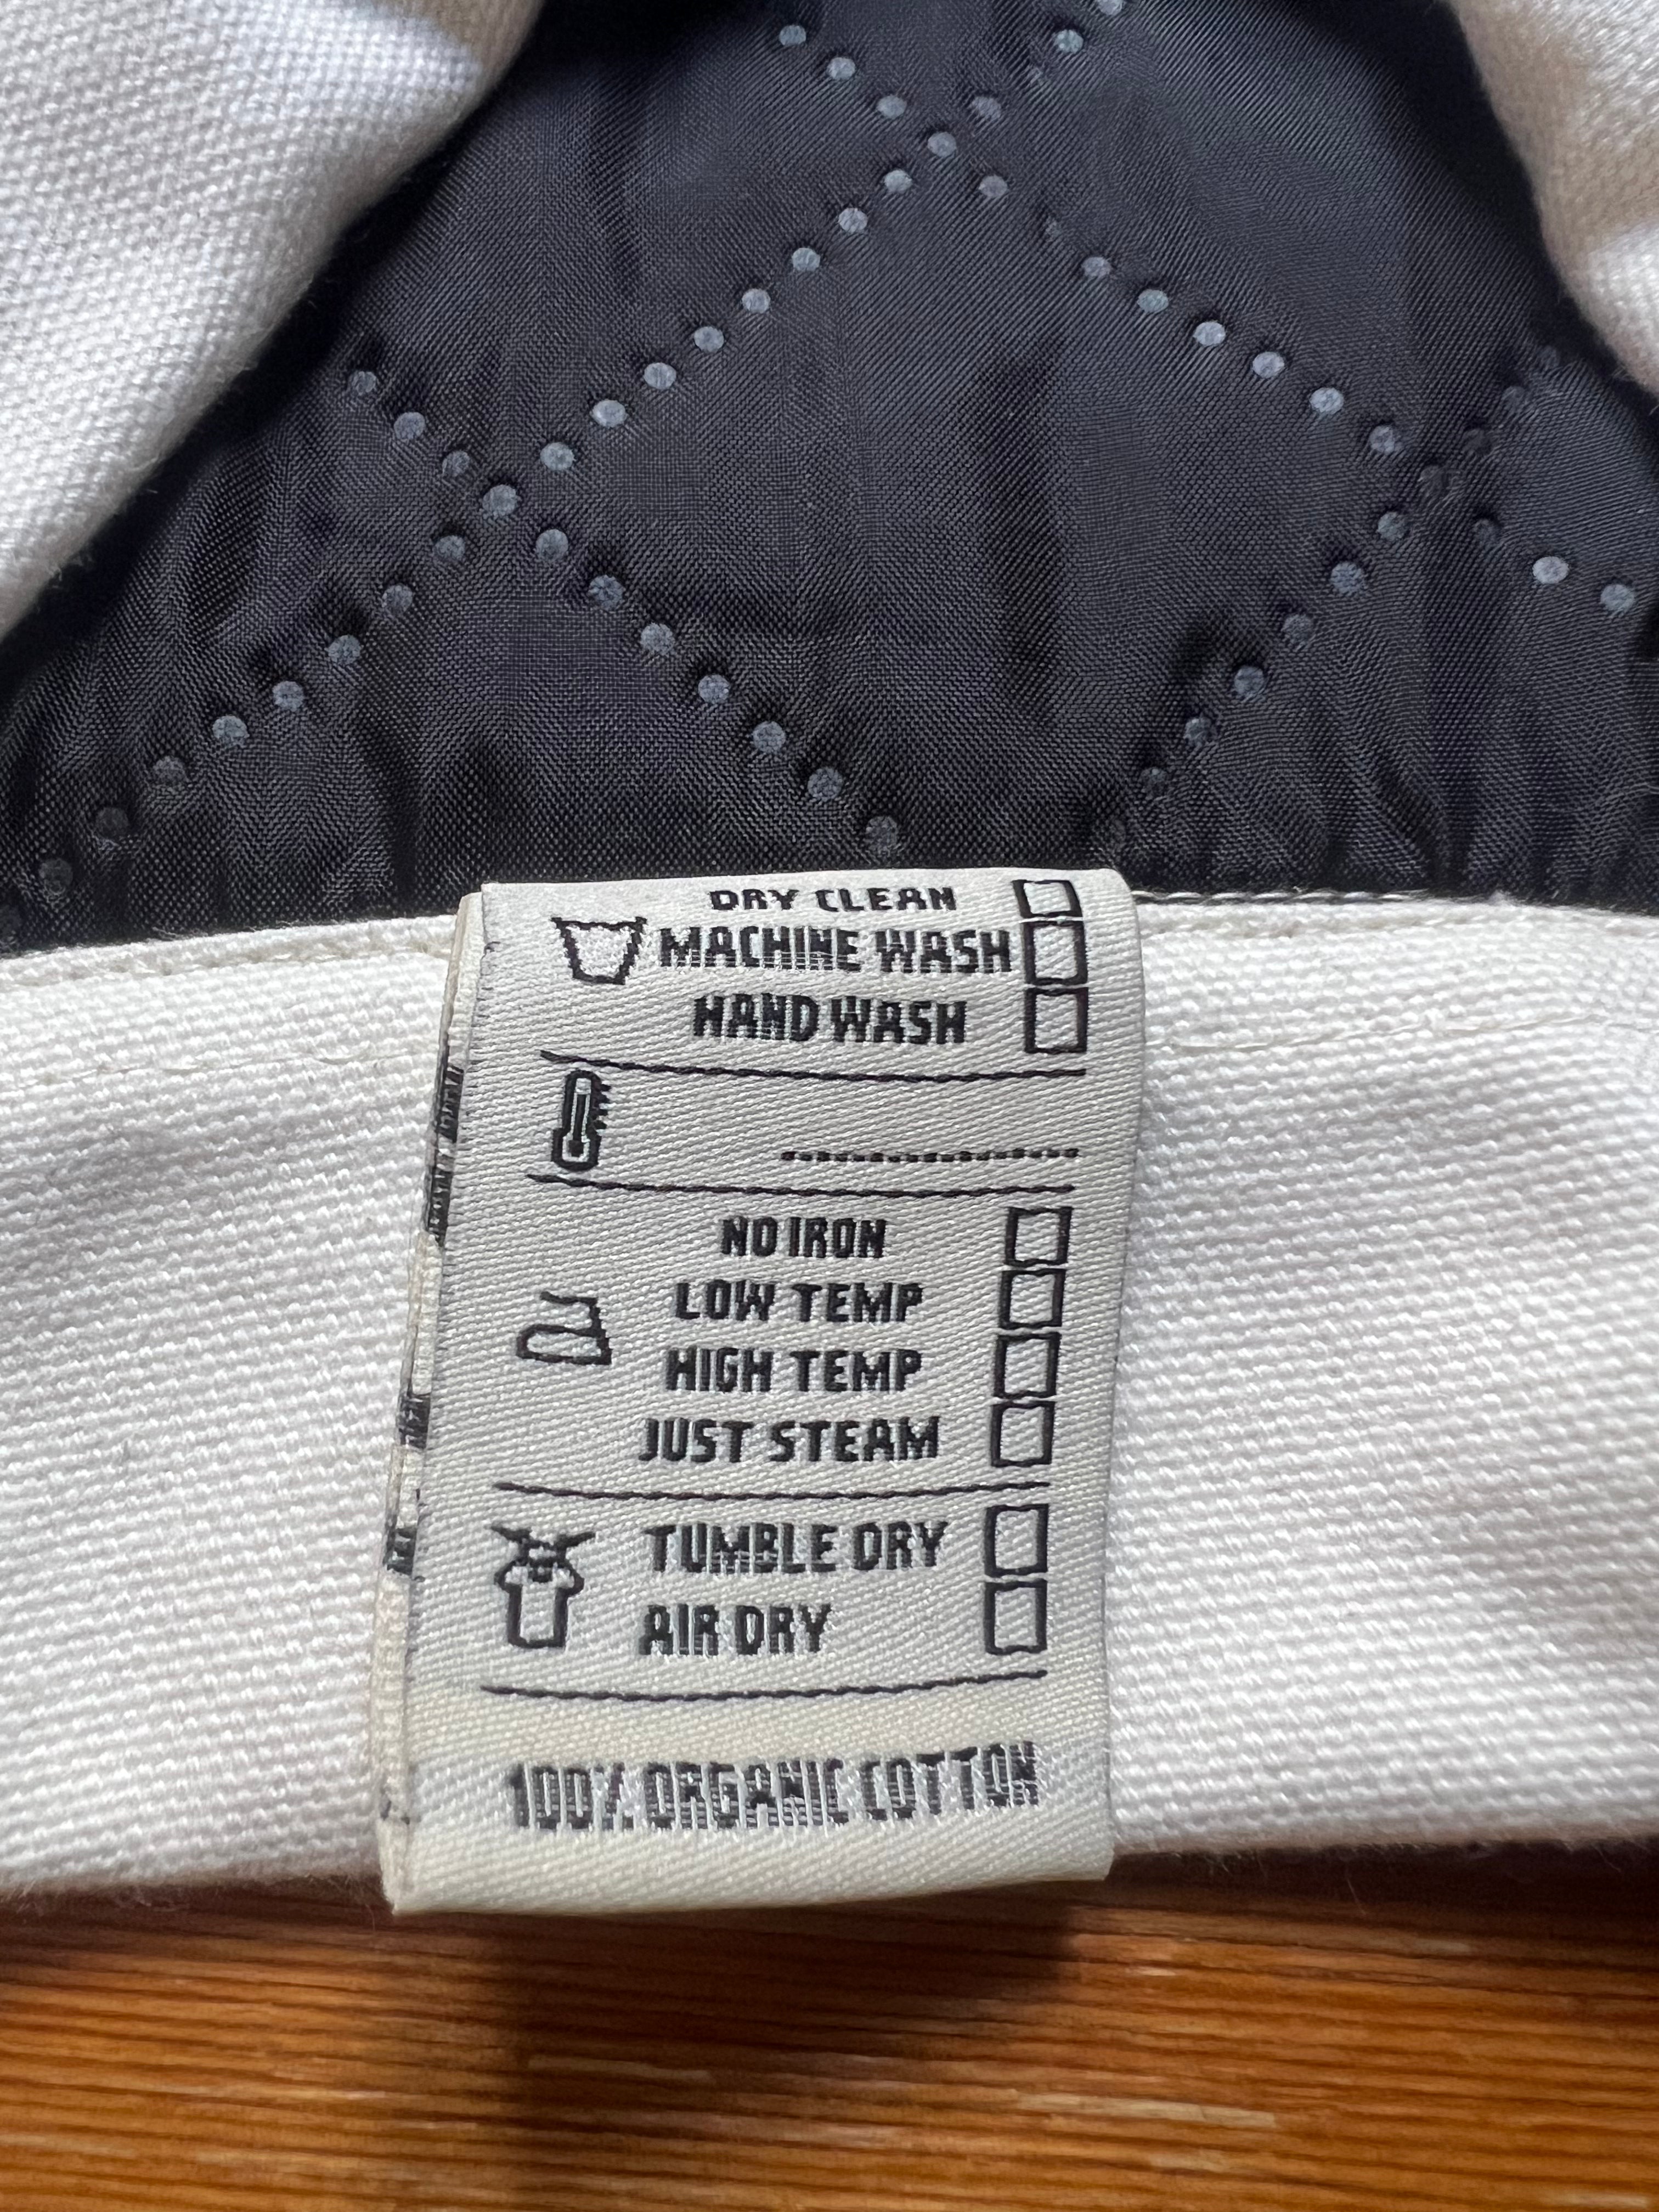 DRY CLEAN
MACHINE WASH
HAND WASH
NO IRON
LOW TEMP
HIGH TEMP
JUST STEAM
TUMBLE DRY
AIR DRY
100% ORGANIC COTTON